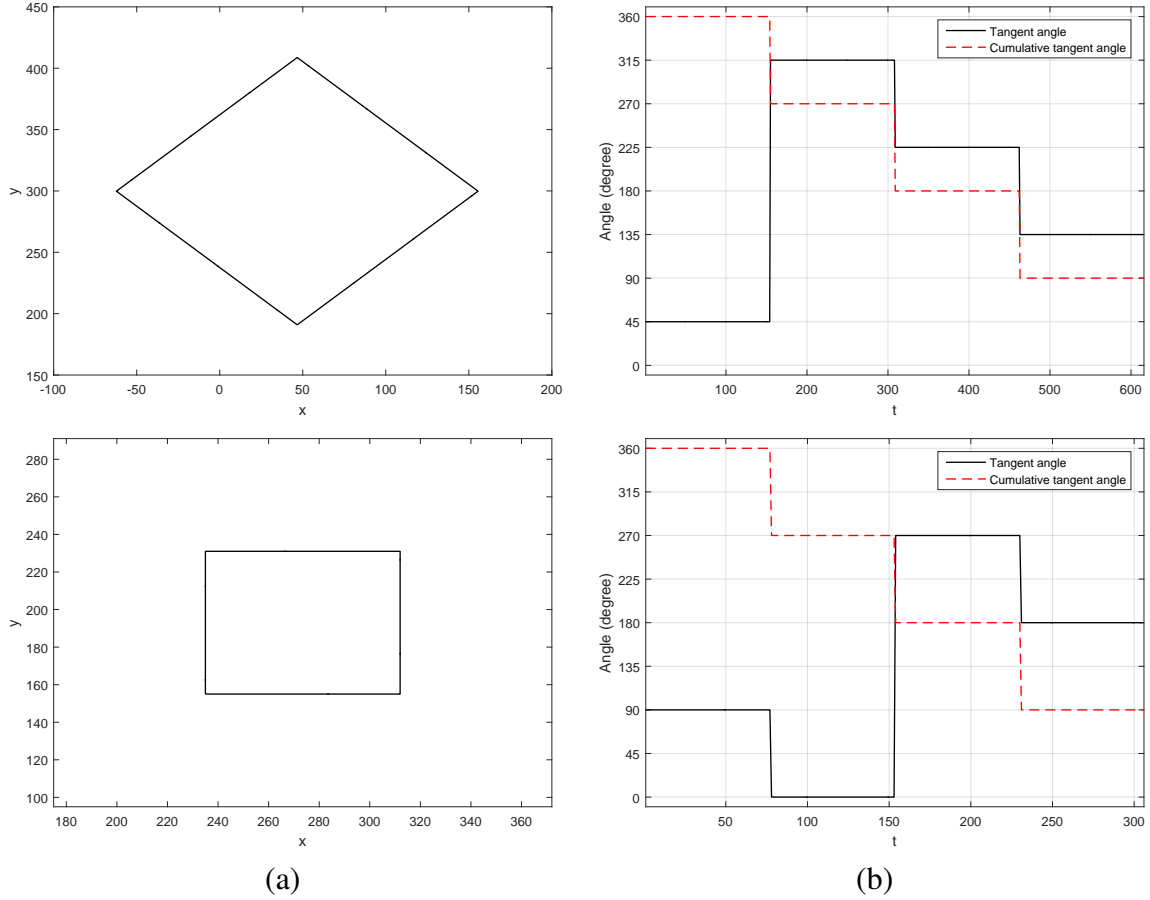 450
400
350
y
300
250
200
150
-100 -50 0 50 100 150 200
x
360
315
270
225
Angle (degree)
180
135
90
45
0
Tangent angle
Cumulative tangent angle
100 200 300 400 500 600
t
280
260
240
220
y
200
180
160
140
120
100
180 200 220 240 260 280 300 320 340 360
x
360
315
270
225
Angle (degree)
180
135
90
45
0
Tangent angle
Cumulative tangent angle
50 100 150 200 250 300
t
(a) (b)